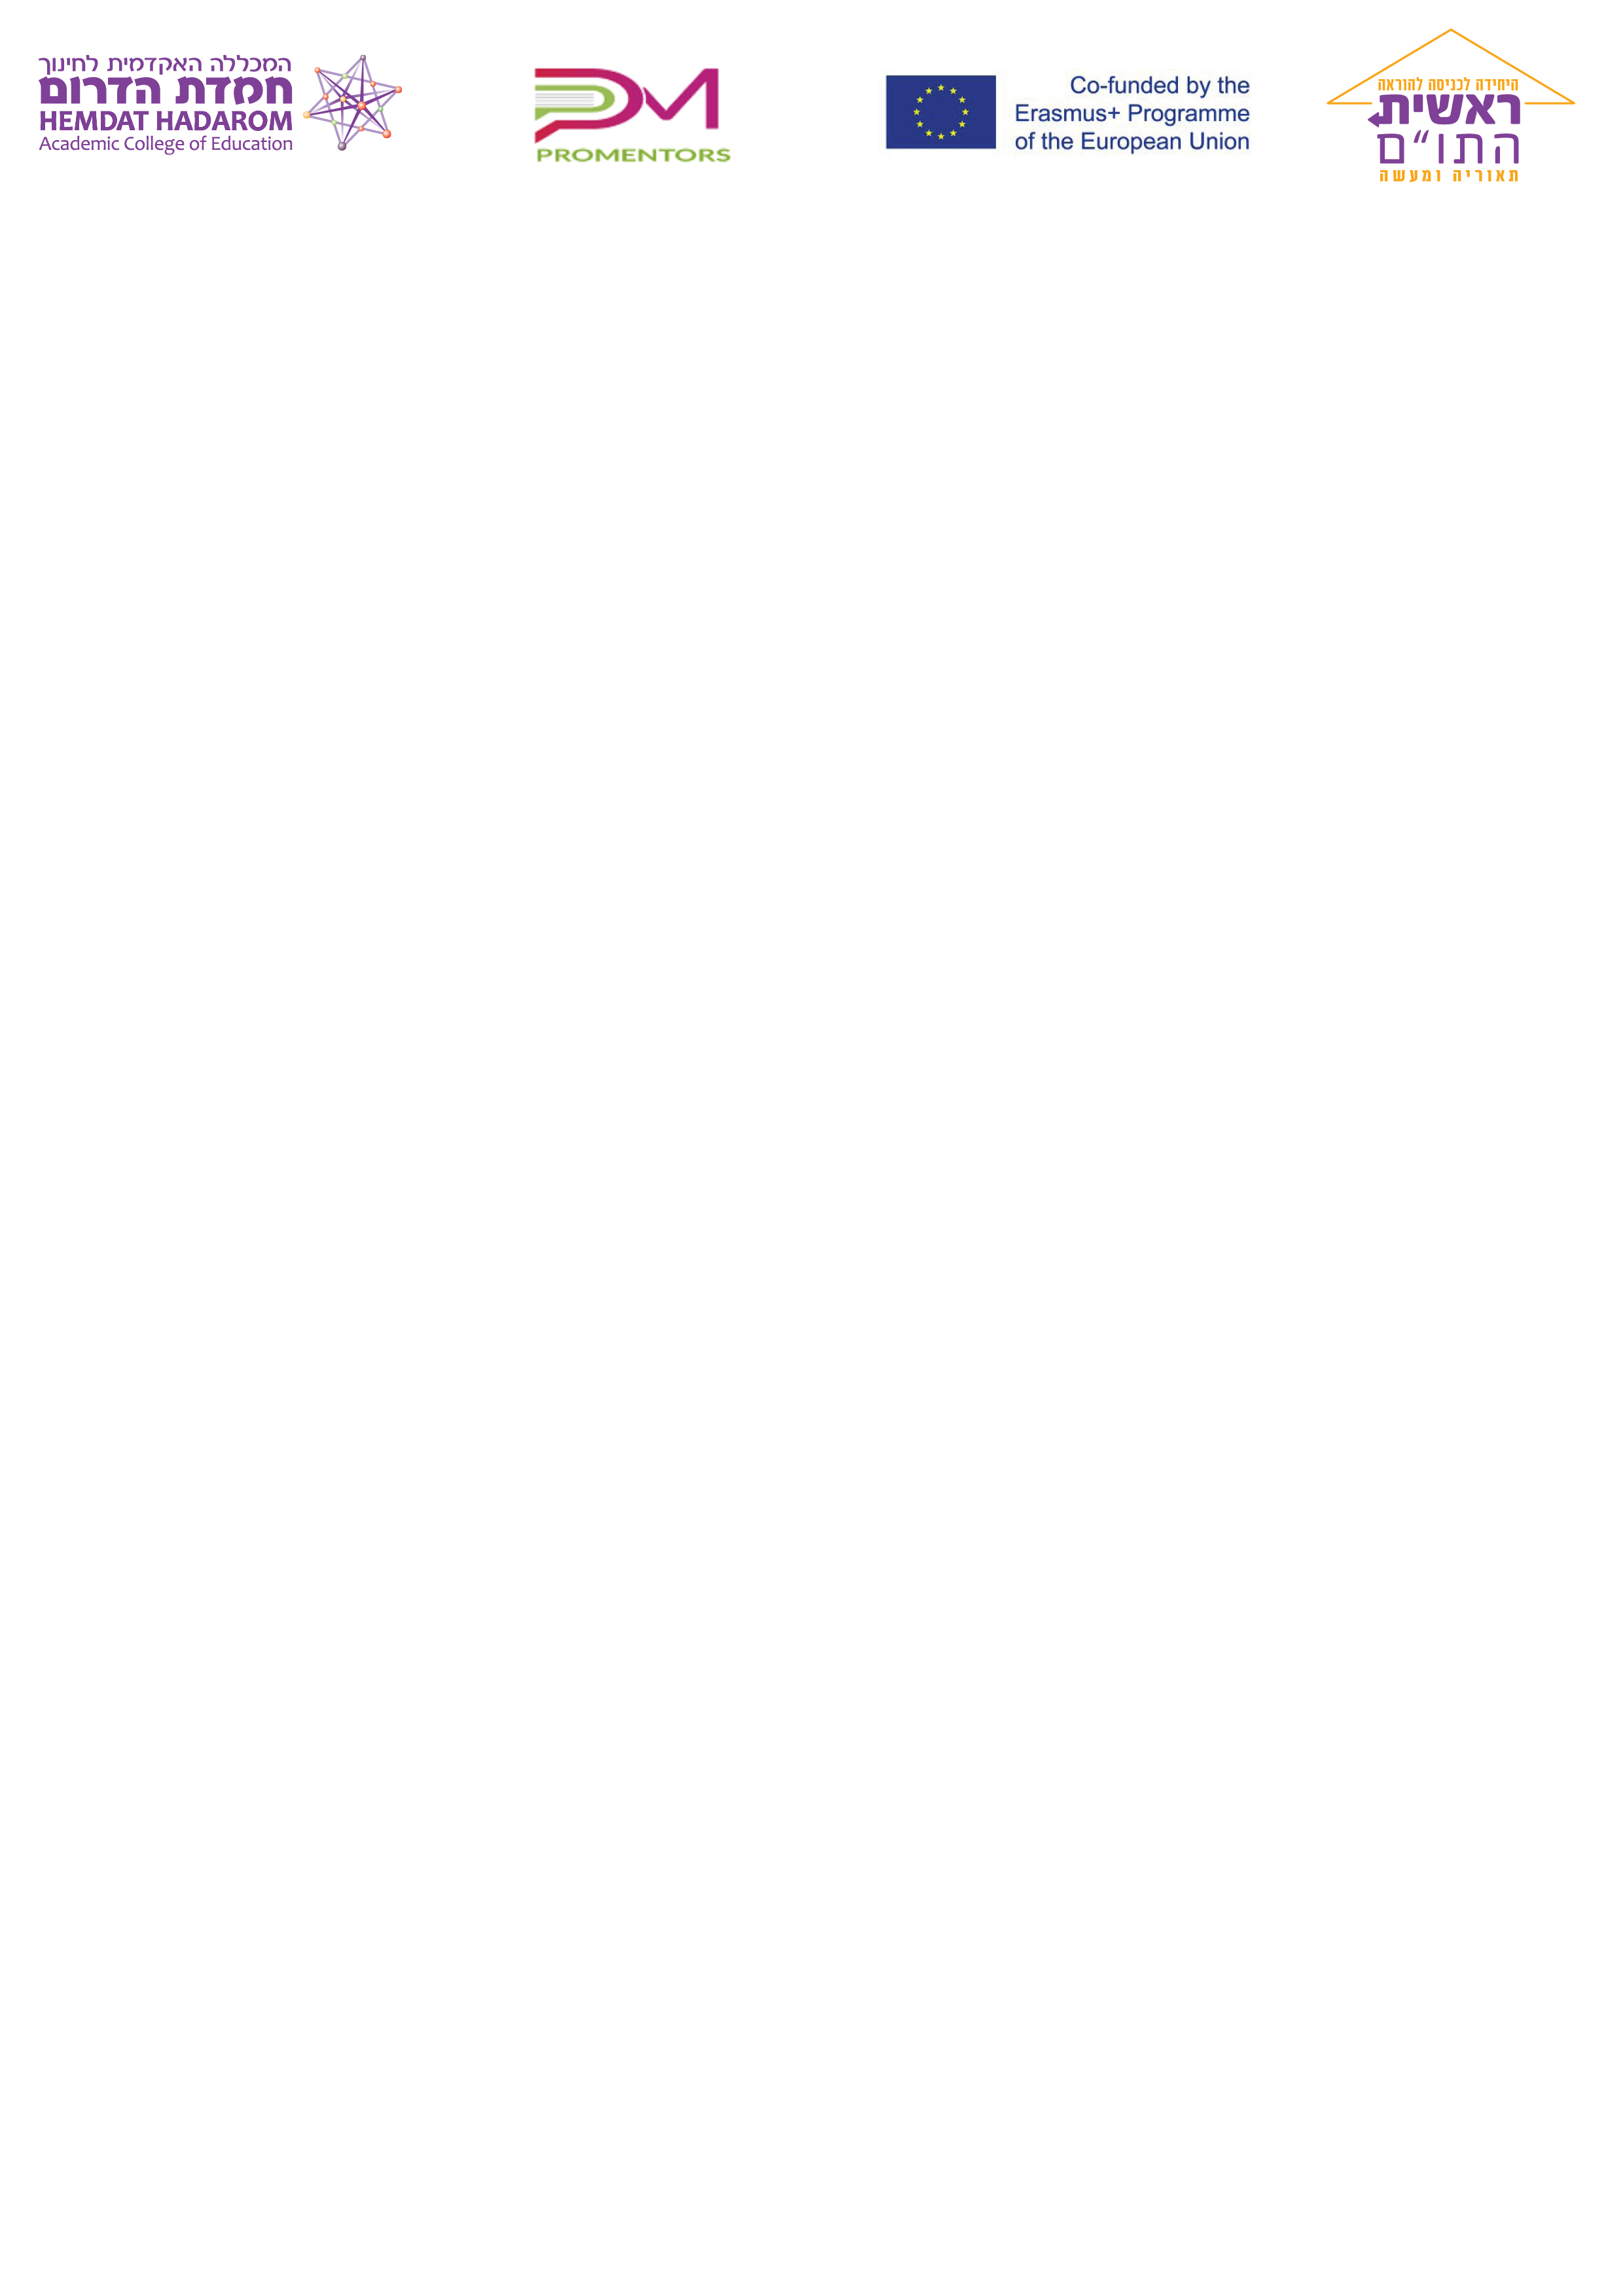 המכללה האקדמית לחינוך
חמדת הדרום
HEMDAT HADAROM
Academic College of Education
PROMENTORS
Co-funded by the
Erasmus+ Programme
of the European Union
היחידה לכניסה להוראה
ראשית
התו״ם
תאוריה ומעשה